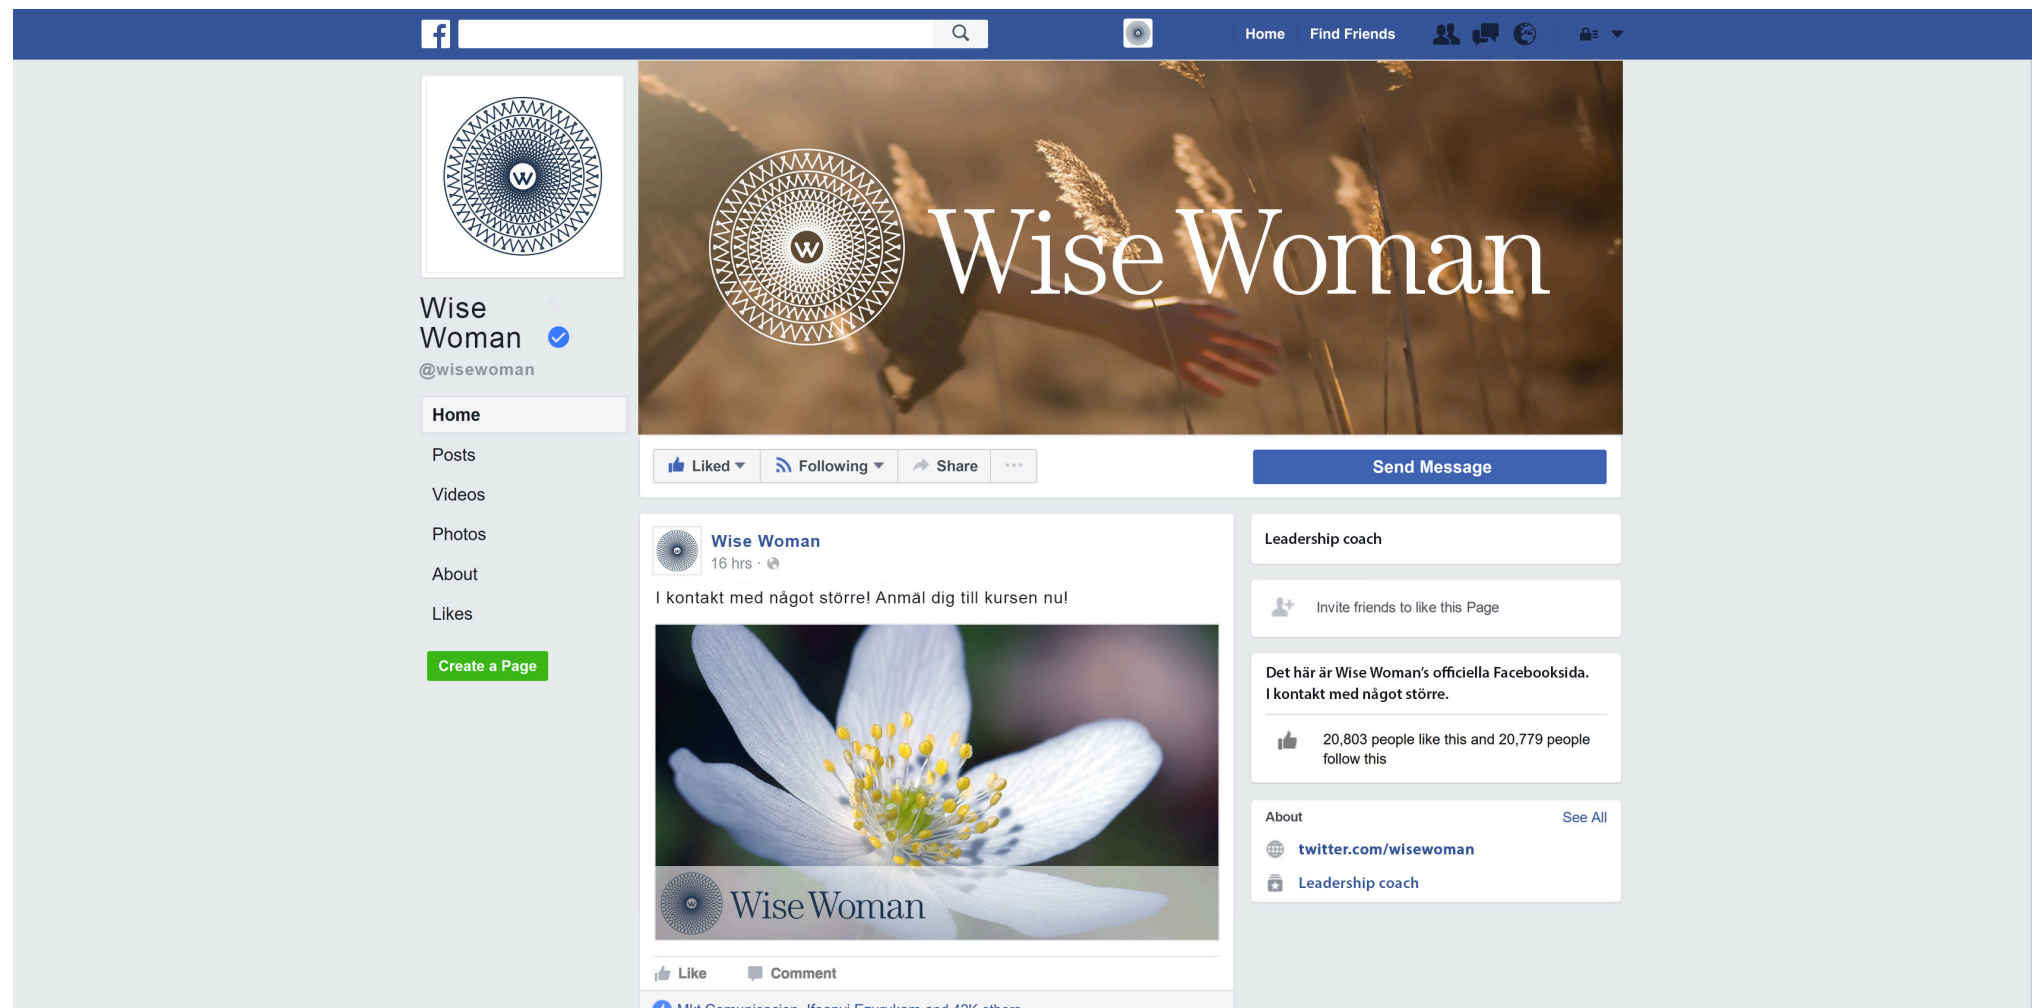 f
Home
Find Friends
W
Wise
Woman
@wisewoman
Home
Posts
Videos
Photos
About
Likes
Create a Page
W
Wise Woman
Liked
Following
Share
Send Message
Wise Woman
16 hrs ·
I kontakt med något större! Anmäl dig till kursen nu!
W
Wise Woman
Like
Comment
and 43K others
Leadership coach
Invite friends to like this Page
Det här är Wise Woman’s officiella Facebooksida.
I kontakt med något större.
20,803 people like this and 20,779 people
follow this
About
See All
twitter.com/wisewoman
Leadership coach